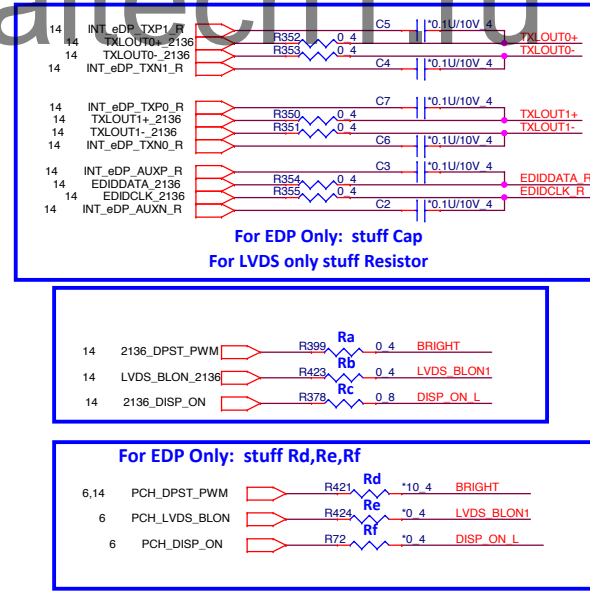 14 INT_eDP_TXP1_R C5 *0.1U/10V_4
14 TXLOUT0+_2136 R352 0_4 TXLOUT0+
14 TXLOUT0-_2136 R353 0_4 TXLOUT0-
14 INT_eDP_TXN1_R C4 *0.1U/10V_4
14 INT_eDP_TXP0_R C7 *0.1U/10V_4
14 TXLOUT1+_2136 R350 0_4 TXLOUT1+
14 TXLOUT1-_2136 R351 0_4 TXLOUT1-
14 INT_eDP_TXN0_R C6 *0.1U/10V_4
14 INT_eDP_AUXP_R C3 *0.1U/10V_4
14 EDIDDATA_2136 R354 0_4 EDIDDATA_R
14 EDIDCLK_2136 R355 0_4 EDIDCLK_R
14 INT_eDP_AUXN_R C2 *0.1U/10V_4
For EDP Only: stuff Cap
For LVDS only stuff Resistor
Ra
14 2136_DPST_PWM R399 0_4 BRIGHT
Rb
14 LVDS_BLON_2136 R423 0_4 LVDS_BLON1
Rc
14 2136_DISP_ON R378 0_8 DISP_ON_L
For EDP Only: stuff Rd,Re,Rf
Rd
6,14 PCH_DPST_PWM R421 *10_4 BRIGHT
Re
6 PCH_LVDS_BLON R424 *0_4 LVDS_BLON1
Rf
6 PCH_DISP_ON R72 *0_4 DISP_ON_L